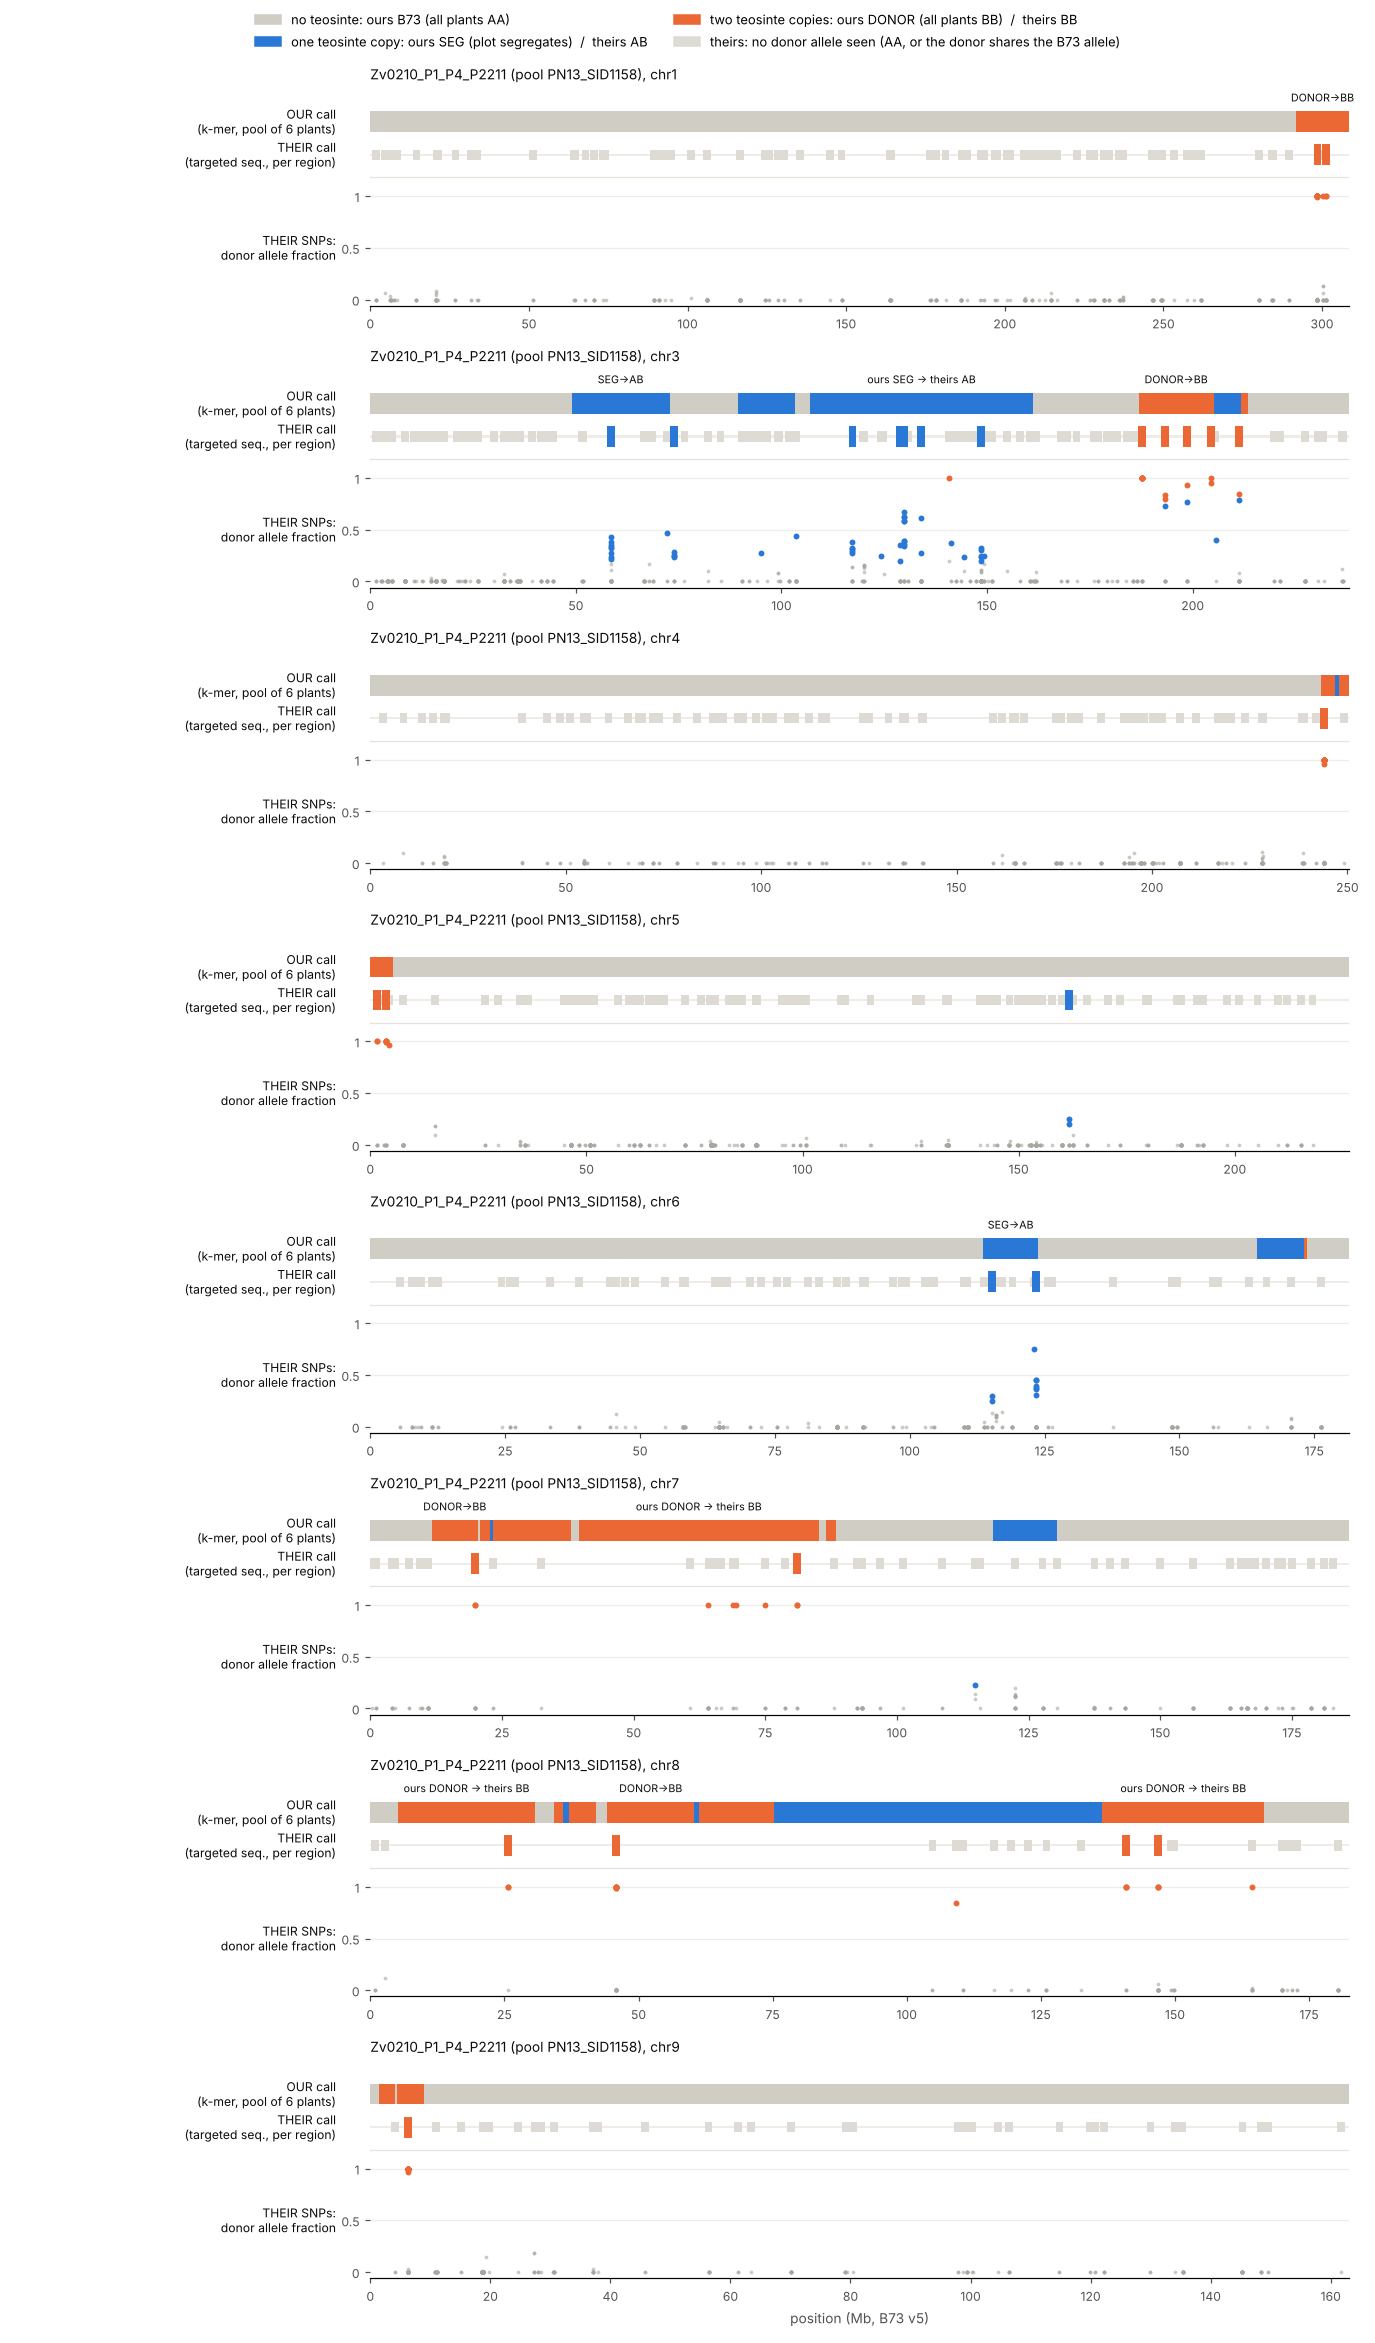 no teosinte: ours B73 (all plants AA)
two teosinte copies: ours DONOR (all plants BB) / theirs BB
one teosinte copy: ours SEG (plot segregates) / theirs AB
theirs: no donor allele seen (AA, or the donor shares the B73 allele)
Zv0210_P1_P4_P2211 (pool PN13_SID1158), chr1
DONOR→BB
OUR call
(k-mer, pool of 6 plants)
THEIR call
(targeted seq., per region)
1
THEIR SNPs:
donor allele fraction
0.5
0
0 50 100 150 200 250 300
Zv0210_P1_P4_P2211 (pool PN13_SID1158), chr3
SEG→AB ours SEG → theirs AB DONOR→BB
OUR call
(k-mer, pool of 6 plants)
THEIR call
(targeted seq., per region)
1
THEIR SNPs:
donor allele fraction
0.5
0
0 50 100 150 200
Zv0210_P1_P4_P2211 (pool PN13_SID1158), chr4
OUR call
(k-mer, pool of 6 plants)
THEIR call
(targeted seq., per region)
1
THEIR SNPs:
donor allele fraction
0.5
0
0 50 100 150 200 250
Zv0210_P1_P4_P2211 (pool PN13_SID1158), chr5
OUR call
(k-mer, pool of 6 plants)
THEIR call
(targeted seq., per region)
1
THEIR SNPs:
donor allele fraction
0.5
0
0 50 100 150 200
Zv0210_P1_P4_P2211 (pool PN13_SID1158), chr6
SEG→AB
OUR call
(k-mer, pool of 6 plants)
THEIR call
(targeted seq., per region)
1
THEIR SNPs:
donor allele fraction
0.5
0
0 25 50 75 100 125 150 175
Zv0210_P1_P4_P2211 (pool PN13_SID1158), chr7
DONOR→BB ours DONOR → theirs BB
OUR call
(k-mer, pool of 6 plants)
THEIR call
(targeted seq., per region)
1
THEIR SNPs:
donor allele fraction
0.5
0
0 25 50 75 100 125 150 175
Zv0210_P1_P4_P2211 (pool PN13_SID1158), chr8
ours DONOR → theirs BB DONOR→BB ours DONOR → theirs BB
OUR call
(k-mer, pool of 6 plants)
THEIR call
(targeted seq., per region)
1
THEIR SNPs:
donor allele fraction
0.5
0
0 25 50 75 100 125 150 175
Zv0210_P1_P4_P2211 (pool PN13_SID1158), chr9
OUR call
(k-mer, pool of 6 plants)
THEIR call
(targeted seq., per region)
1
THEIR SNPs:
donor allele fraction
0.5
0
0 20 40 60 80 100 120 140 160
position (Mb, B73 v5)